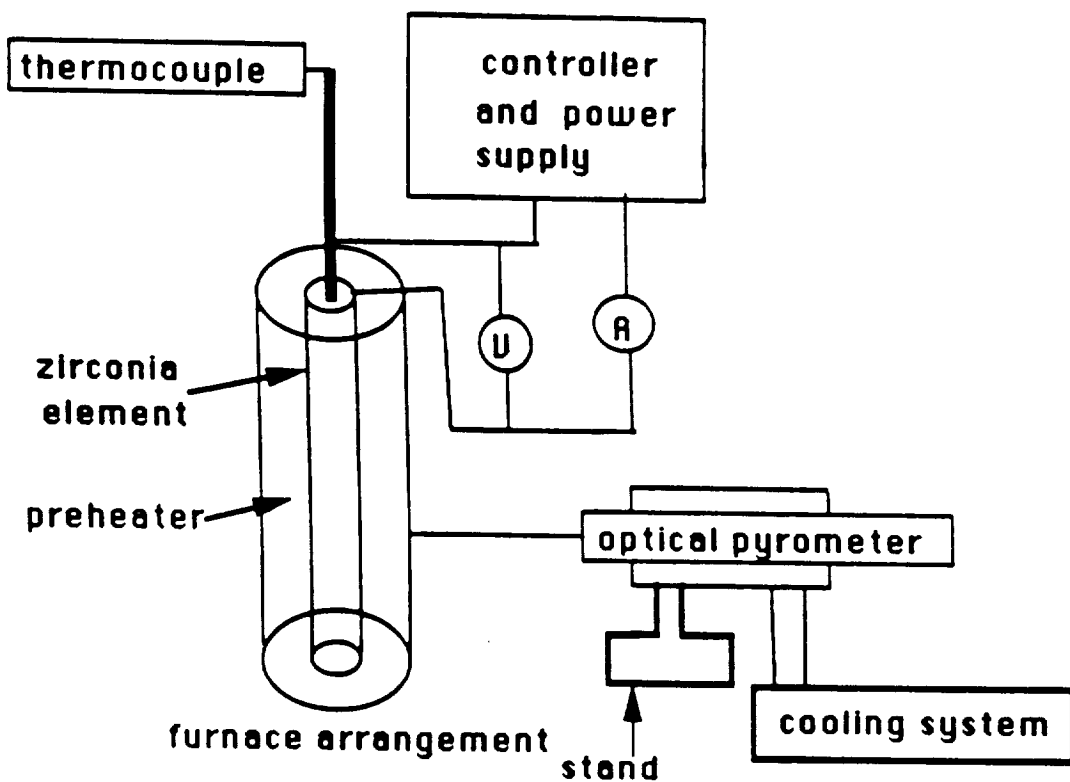 thermocouple
controller
and power
supply
U
A
zirconia
element
preheater
optical pyrometer
cooling system
furnace arrangement
stand